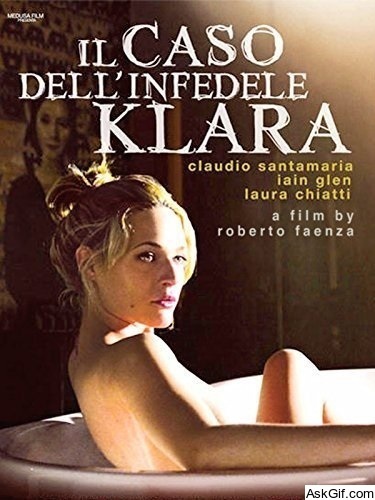 MEDUSA FILM
PRESENTA
IL CASO
DELL'INFEDELE
KLARA
claudio santamaria
iain glen
laura chiatti
a film by
roberto faenza
AskGif.com